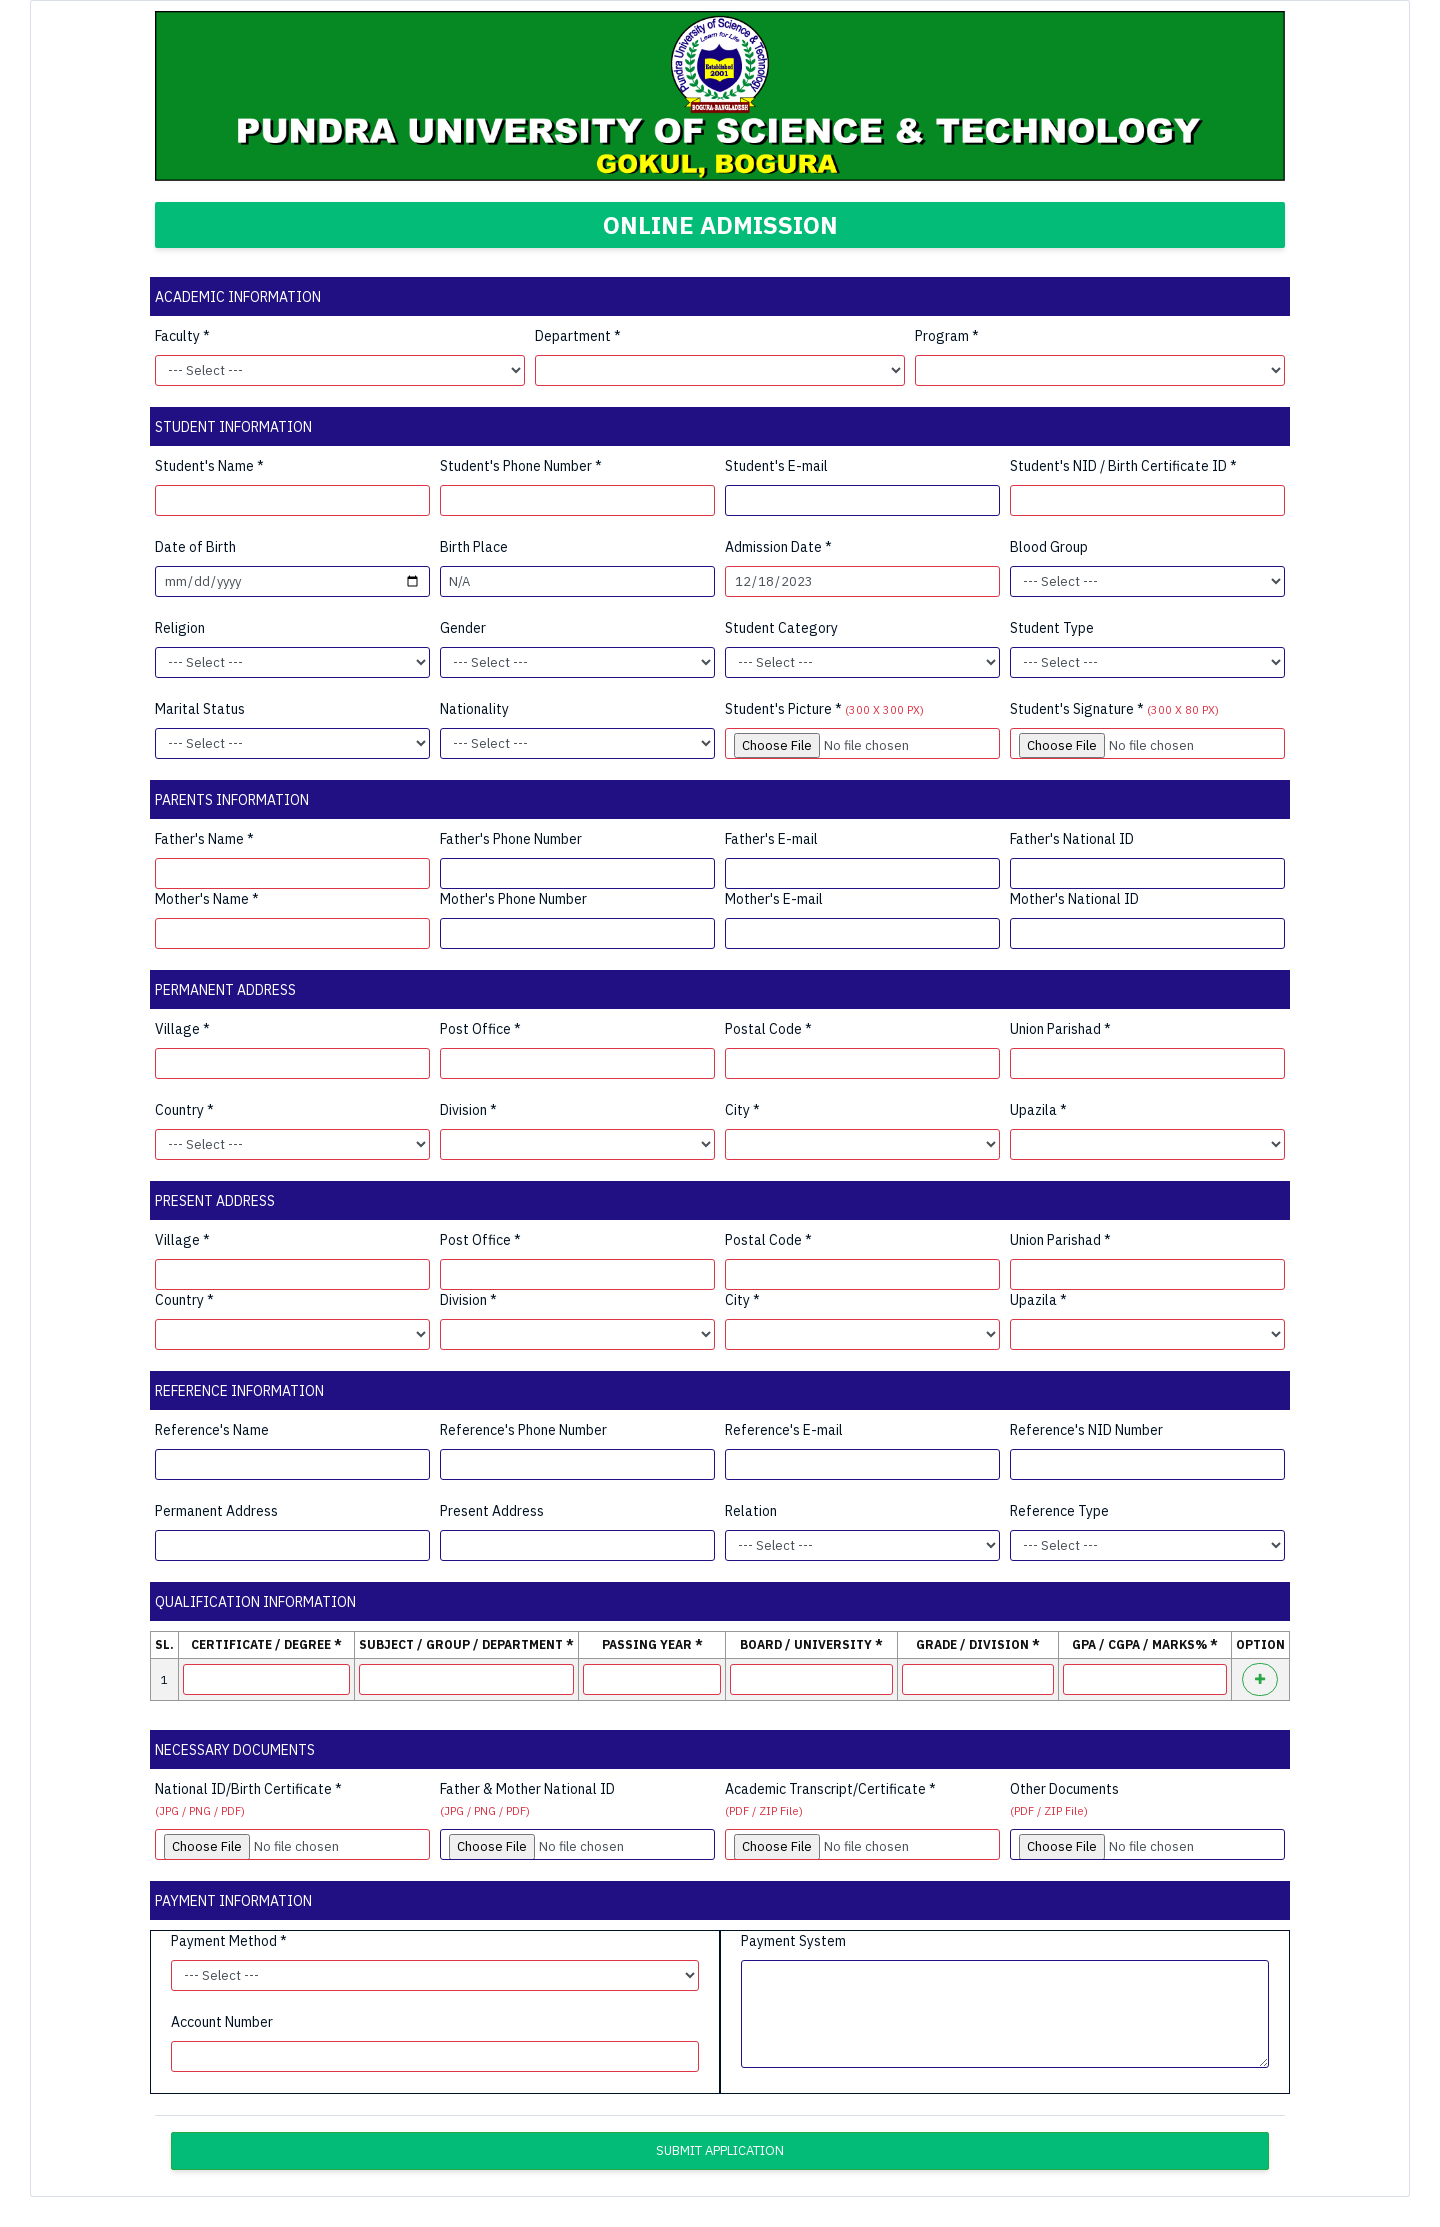 Pundra University of Science & Technology
Learn for Life
Established
2001
BOGURA-BANGLADESH
PUNDRA UNIVERSITY OF SCIENCE & TECHNOLOGY
GOKUL, BOGURA
ONLINE ADMISSION
ACADEMIC INFORMATION
Faculty * Department * Program *
--- Select ---
STUDENT INFORMATION
Student's Name * Student's Phone Number * Student's E-mail Student's NID / Birth Certificate ID *
Date of Birth Birth Place Admission Date * Blood Group
mm/dd/yyyy N/A 12/18/2023 --- Select ---
Religion Gender Student Category Student Type
--- Select --- --- Select --- --- Select --- --- Select ---
Marital Status Nationality Student's Picture * (300 X 300 PX) Student's Signature * (300 X 80 PX)
--- Select --- --- Select --- Choose File No file chosen Choose File No file chosen
PARENTS INFORMATION
Father's Name * Father's Phone Number Father's E-mail Father's National ID
Mother's Name * Mother's Phone Number Mother's E-mail Mother's National ID
PERMANENT ADDRESS
Village * Post Office * Postal Code * Union Parishad *
Country * Division * City * Upazila *
--- Select ---
PRESENT ADDRESS
Village * Post Office * Postal Code * Union Parishad *
Country * Division * City * Upazila *
REFERENCE INFORMATION
Reference's Name Reference's Phone Number Reference's E-mail Reference's NID Number
Permanent Address Present Address Relation Reference Type
--- Select --- --- Select ---
QUALIFICATION INFORMATION
SL. CERTIFICATE / DEGREE * SUBJECT / GROUP / DEPARTMENT * PASSING YEAR * BOARD / UNIVERSITY * GRADE / DIVISION * GPA / CGPA / MARKS% * OPTION
1
NECESSARY DOCUMENTS
National ID/Birth Certificate * Father & Mother National ID Academic Transcript/Certificate * Other Documents
(JPG / PNG / PDF) (JPG / PNG / PDF) (PDF / ZIP File) (PDF / ZIP File)
Choose File No file chosen Choose File No file chosen Choose File No file chosen Choose File No file chosen
PAYMENT INFORMATION
Payment Method * Payment System
--- Select ---
Account Number
SUBMIT APPLICATION